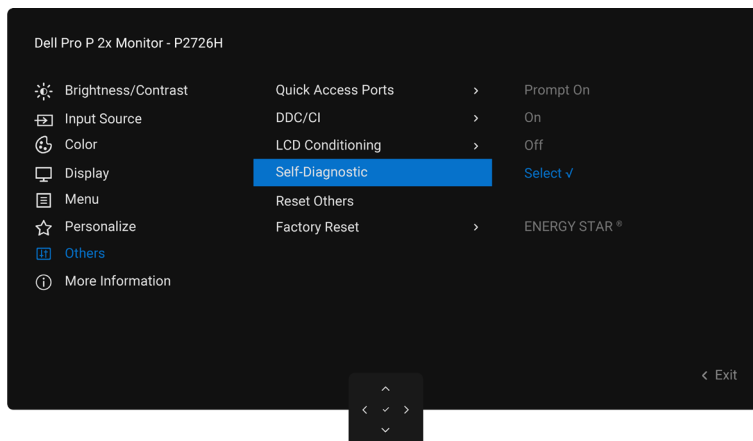 Dell Pro P 2x Monitor - P2726H
Brightness/Contrast Quick Access Ports > Prompt On
Input Source DDC/CI > On
Color LCD Conditioning > Off
Display Self-Diagnostic Select √
Menu Reset Others
Personalize Factory Reset > ENERGY STAR ®
Others
More Information
< Exit